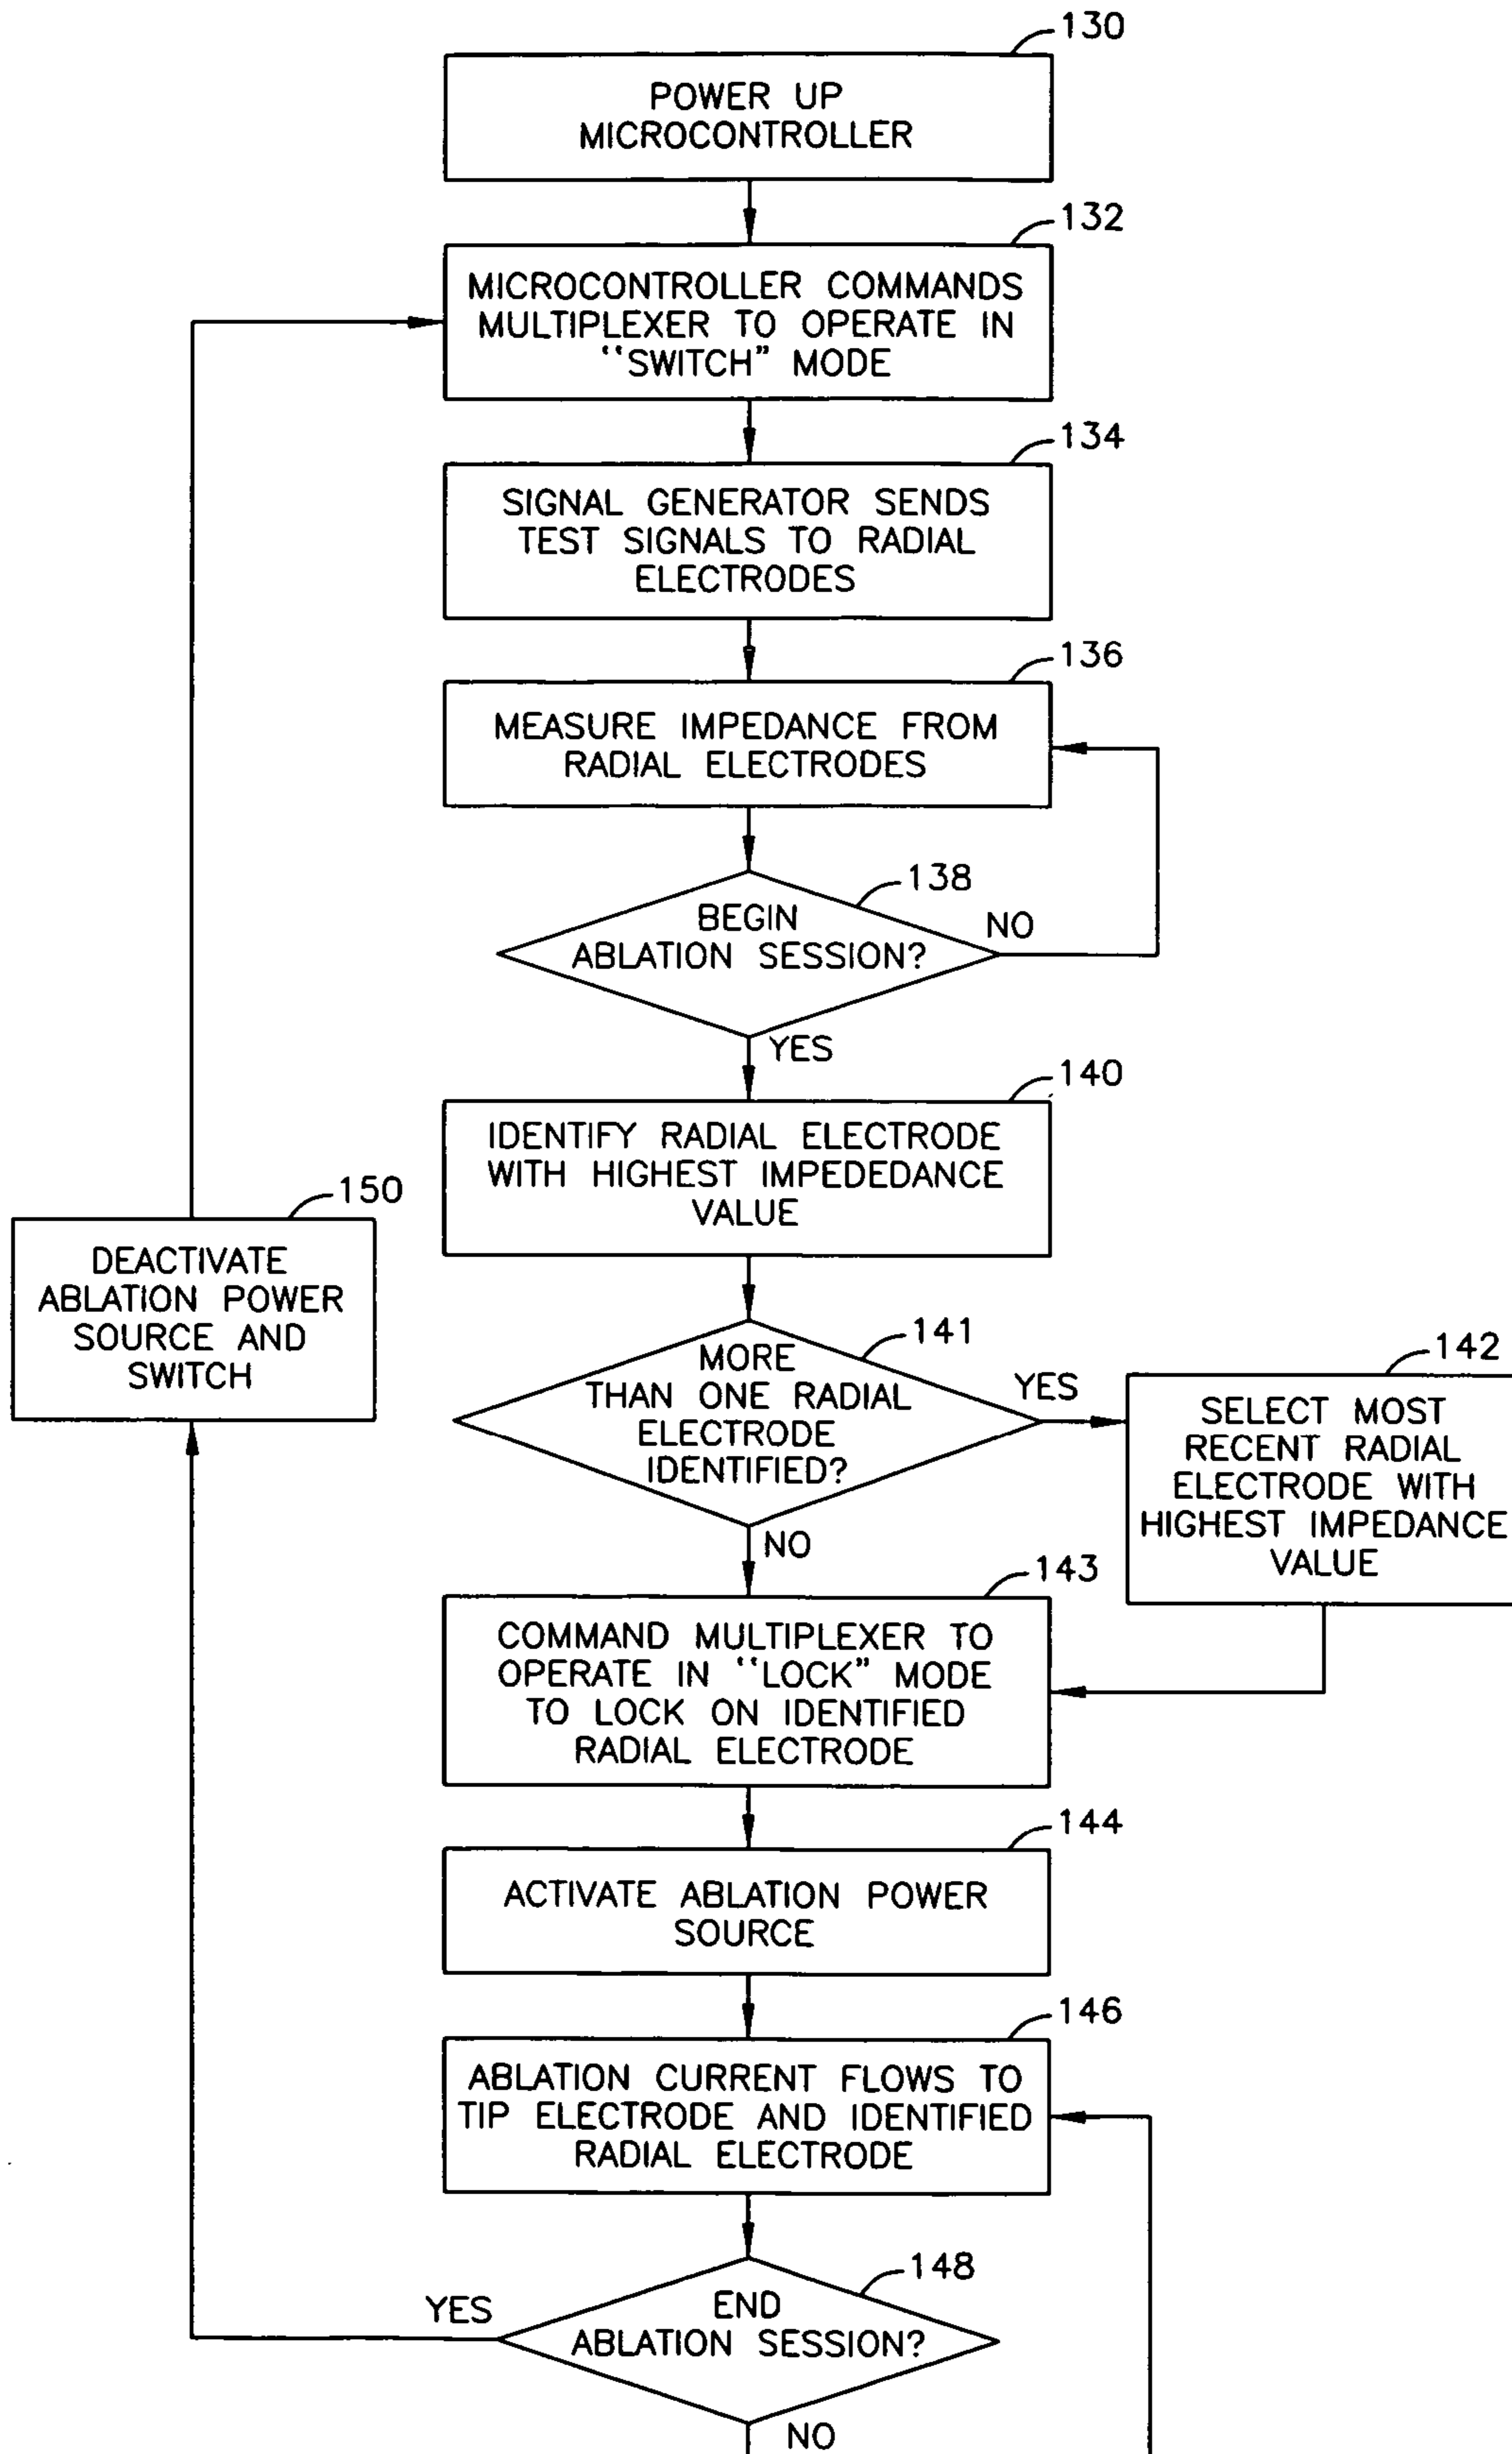 130
POWER UP
MICROCONTROLLER
132
MICROCONTROLLER COMMANDS
MULTIPLEXER TO OPERATE IN
"SWITCH" MODE
134
SIGNAL GENERATOR SENDS
TEST SIGNALS TO RADIAL
ELECTRODES
136
MEASURE IMPEDANCE FROM
RADIAL ELECTRODES
138
BEGIN
ABLATION SESSION?
NO
YES
140
IDENTIFY RADIAL ELECTRODE
WITH HIGHEST IMPEDEDANCE
VALUE
150
DEACTIVATE
ABLATION POWER
SOURCE AND
SWITCH
141
MORE
THAN ONE RADIAL
ELECTRODE
IDENTIFIED?
YES
142
SELECT MOST
RECENT RADIAL
ELECTRODE WITH
HIGHEST IMPEDANCE
VALUE
NO
143
COMMAND MULTIPLEXER TO
OPERATE IN "LOCK" MODE
TO LOCK ON IDENTIFIED
RADIAL ELECTRODE
144
ACTIVATE ABLATION POWER
SOURCE
146
ABLATION CURRENT FLOWS TO
TIP ELECTRODE AND IDENTIFIED
RADIAL ELECTRODE
148
END
ABLATION SESSION?
YES
NO